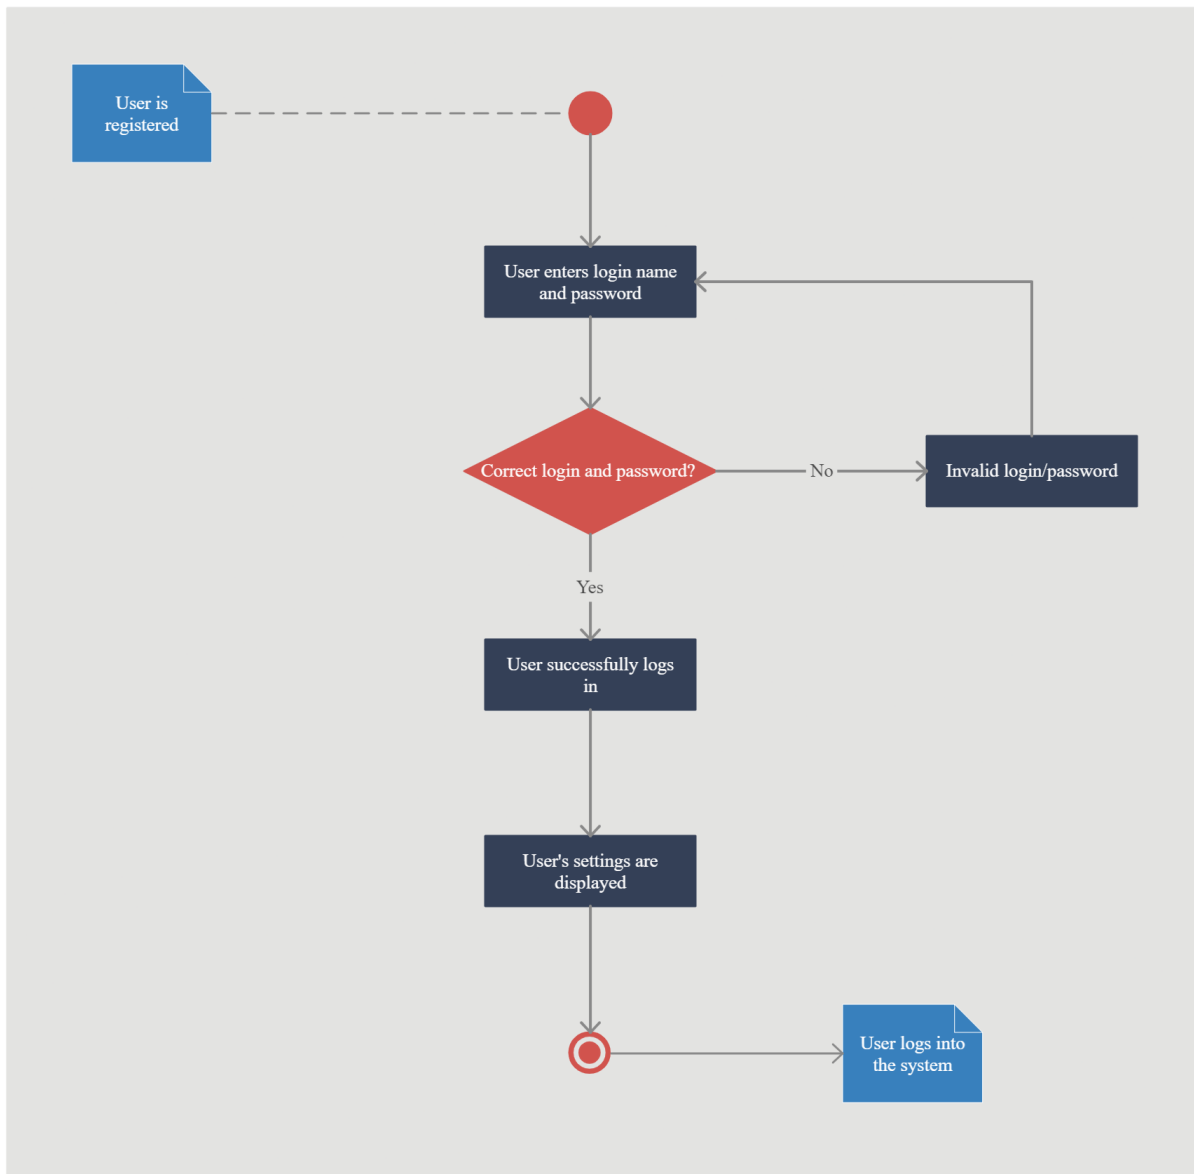 User is
registered
User enters login name
and password
Correct login and password?
No
Invalid login/password
Yes
User successfully logs
in
User's settings are
displayed
User logs into
the system